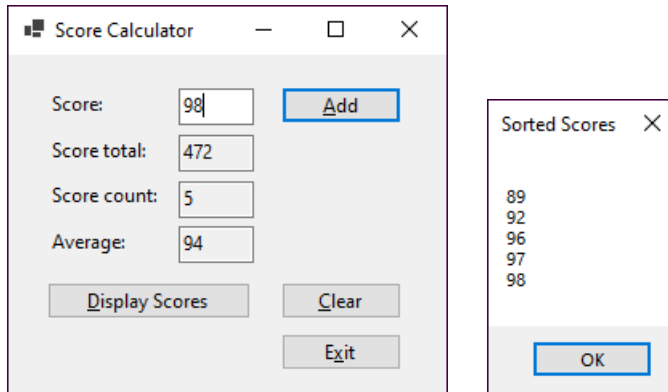 Score Calculator
Score: 98 Add
Score total: 472
Score count: 5
Average: 94
Display Scores Clear
Exit
Sorted Scores
89
92
96
97
98
OK